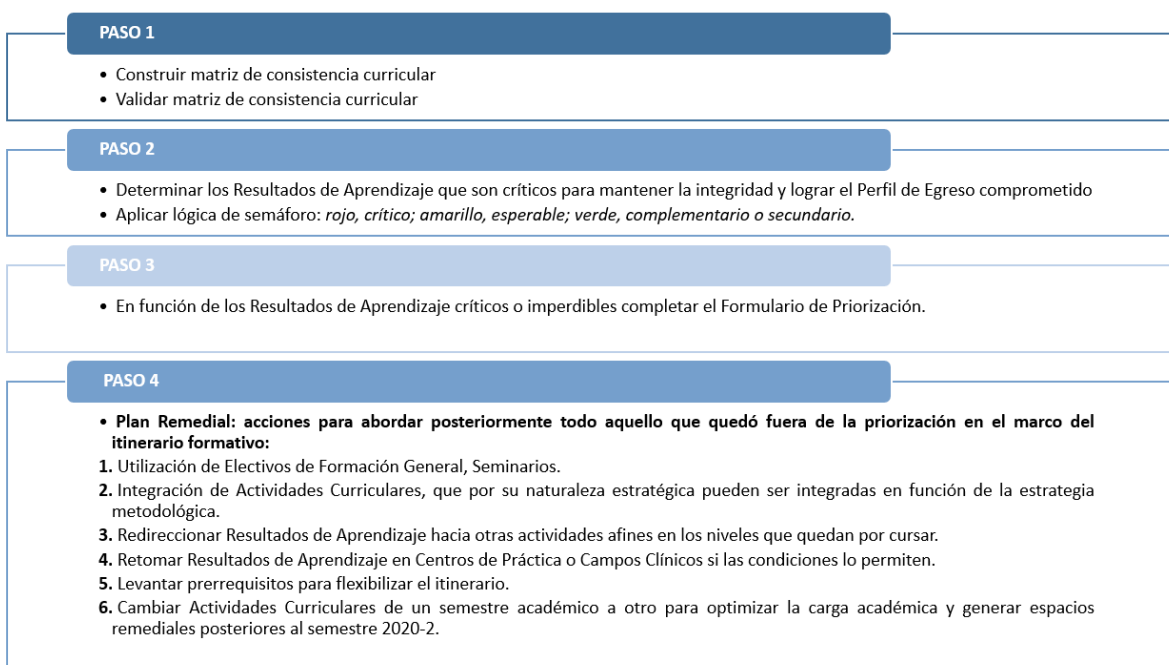 PASO 1
• Construir matriz de consistencia curricular
• Validar matriz de consistencia curricular
PASO 2
• Determinar los Resultados de Aprendizaje que son críticos para mantener la integridad y lograr el Perfil de Egreso comprometido
• Aplicar lógica de semáforo: rojo, crítico; amarillo, esperable; verde, complementario o secundario.
PASO 3
• En función de los Resultados de Aprendizaje críticos o imperdibles completar el Formulario de Priorización.
PASO 4
• Plan Remedial: acciones para abordar posteriormente todo aquello que quedó fuera de la priorización en el marco del
itinerario formativo:
1. Utilización de Electivos de Formación General, Seminarios.
2. Integración de Actividades Curriculares, que por su naturaleza estratégica pueden ser integradas en función de la estrategia
metodológica.
3. Redireccionar Resultados de Aprendizaje hacia otras actividades afines en los niveles que quedan por cursar.
4. Retomar Resultados de Aprendizaje en Centros de Práctica o Campos Clínicos si las condiciones lo permiten.
5. Levantar prerrequisitos para flexibilizar el itinerario.
6. Cambiar Actividades Curriculares de un semestre académico a otro para optimizar la carga académica y generar espacios
remediales posteriores al semestre 2020-2.